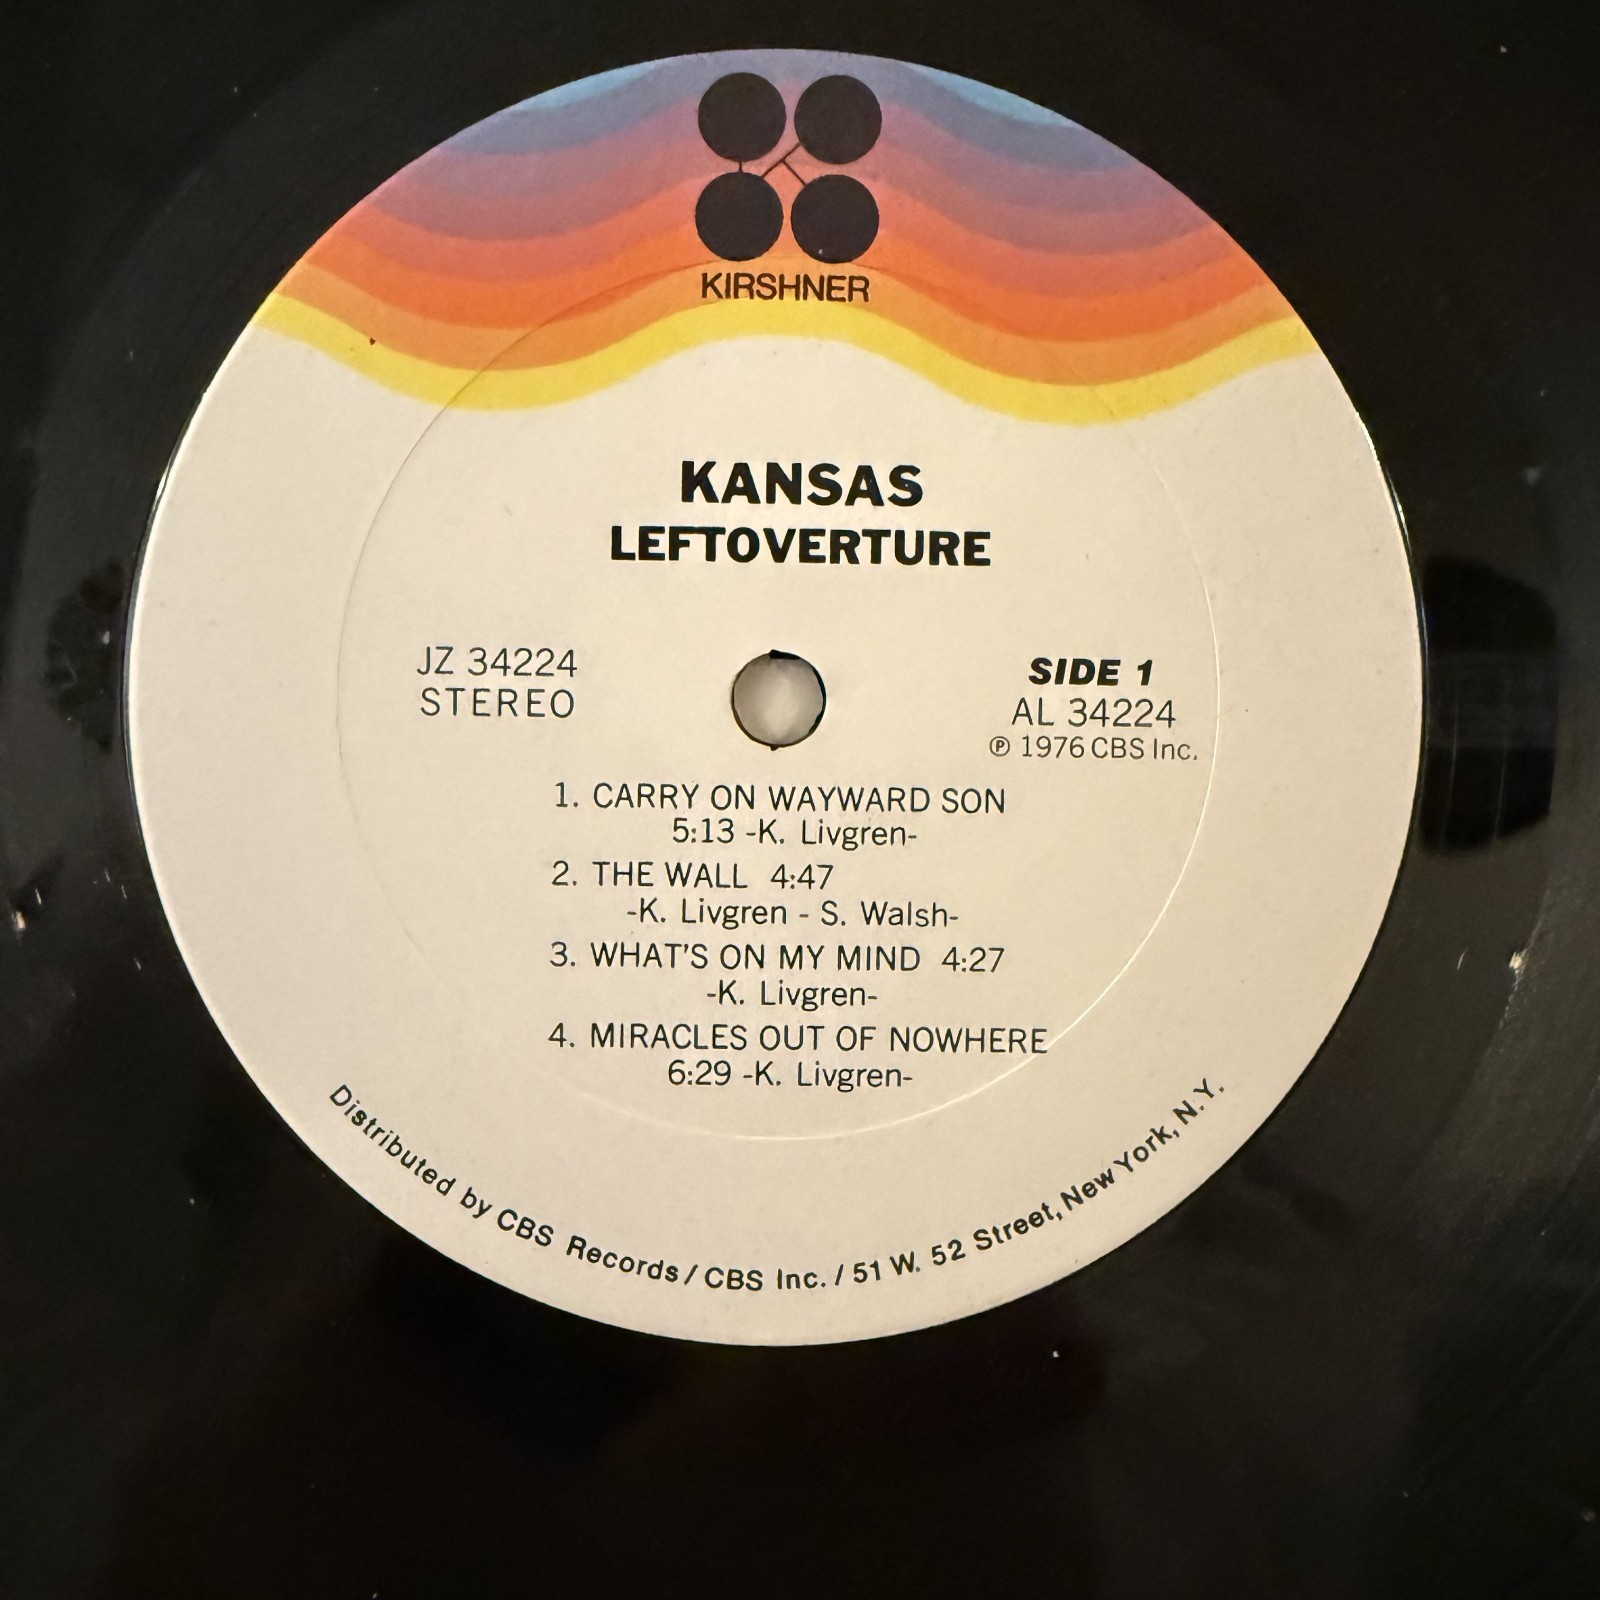 KIRSHNER
KANSAS
LEFTOVERTURE
JZ 34224
STEREO
SIDE 1
AL 34224
℗ 1976 CBS Inc.
1. CARRY ON WAYWARD SON
5:13 -K. Livgren-
2. THE WALL 4:47
-K. Livgren - S. Walsh-
3. WHAT'S ON MY MIND 4:27
-K. Livgren-
4. MIRACLES OUT OF NOWHERE
6:29 -K. Livgren-
Distributed by CBS Records/ CBS Inc. / 51 W. 52 Street, New York, N.Y.